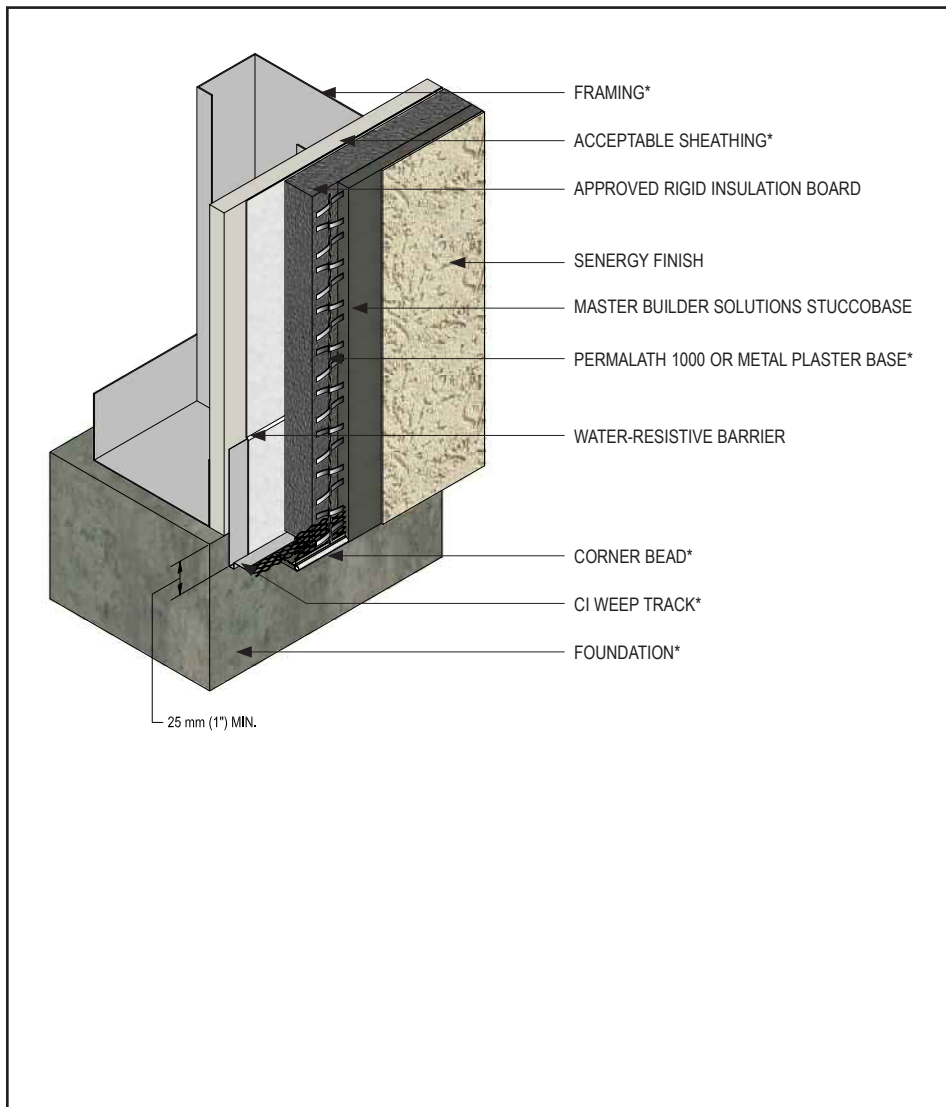 FRAMING*
ACCEPTABLE SHEATHING*
APPROVED RIGID INSULATION BOARD
SENERGY FINISH
MASTER BUILDER SOLUTIONS STUCCOBASE
PERMALATH 1000 OR METAL PLASTER BASE*
WATER-RESISTIVE BARRIER
CORNER BEAD*
CI WEEP TRACK*
FOUNDATION*
25 mm (1") MIN.